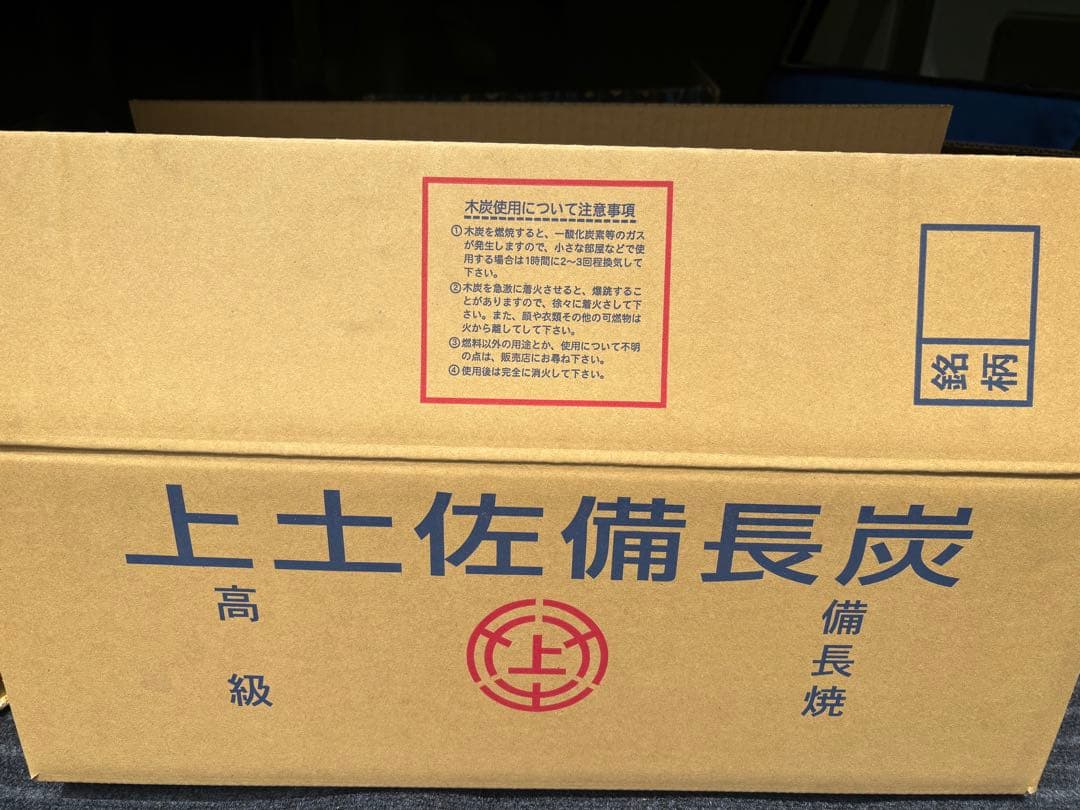 木炭使用について注意事項
①木炭を燃焼すると、一酸化炭素等のガス
が発生しますので、小さな部屋などで使
用する場合は1時間に2〜3回程換気して
下さい。
②木炭を急激に着火させると、爆跳するこ
とがありますので、徐々に着火さして下
さい。また、顔や衣類その他の可燃物は
火から離してして下さい。
③燃料以外の用途とか、使用について不明
の点は、販売店にお尋ね下さい。
④使用後は完全に消火して下さい。
銘柄
上土佐備長炭
高級
上
土
備長焼